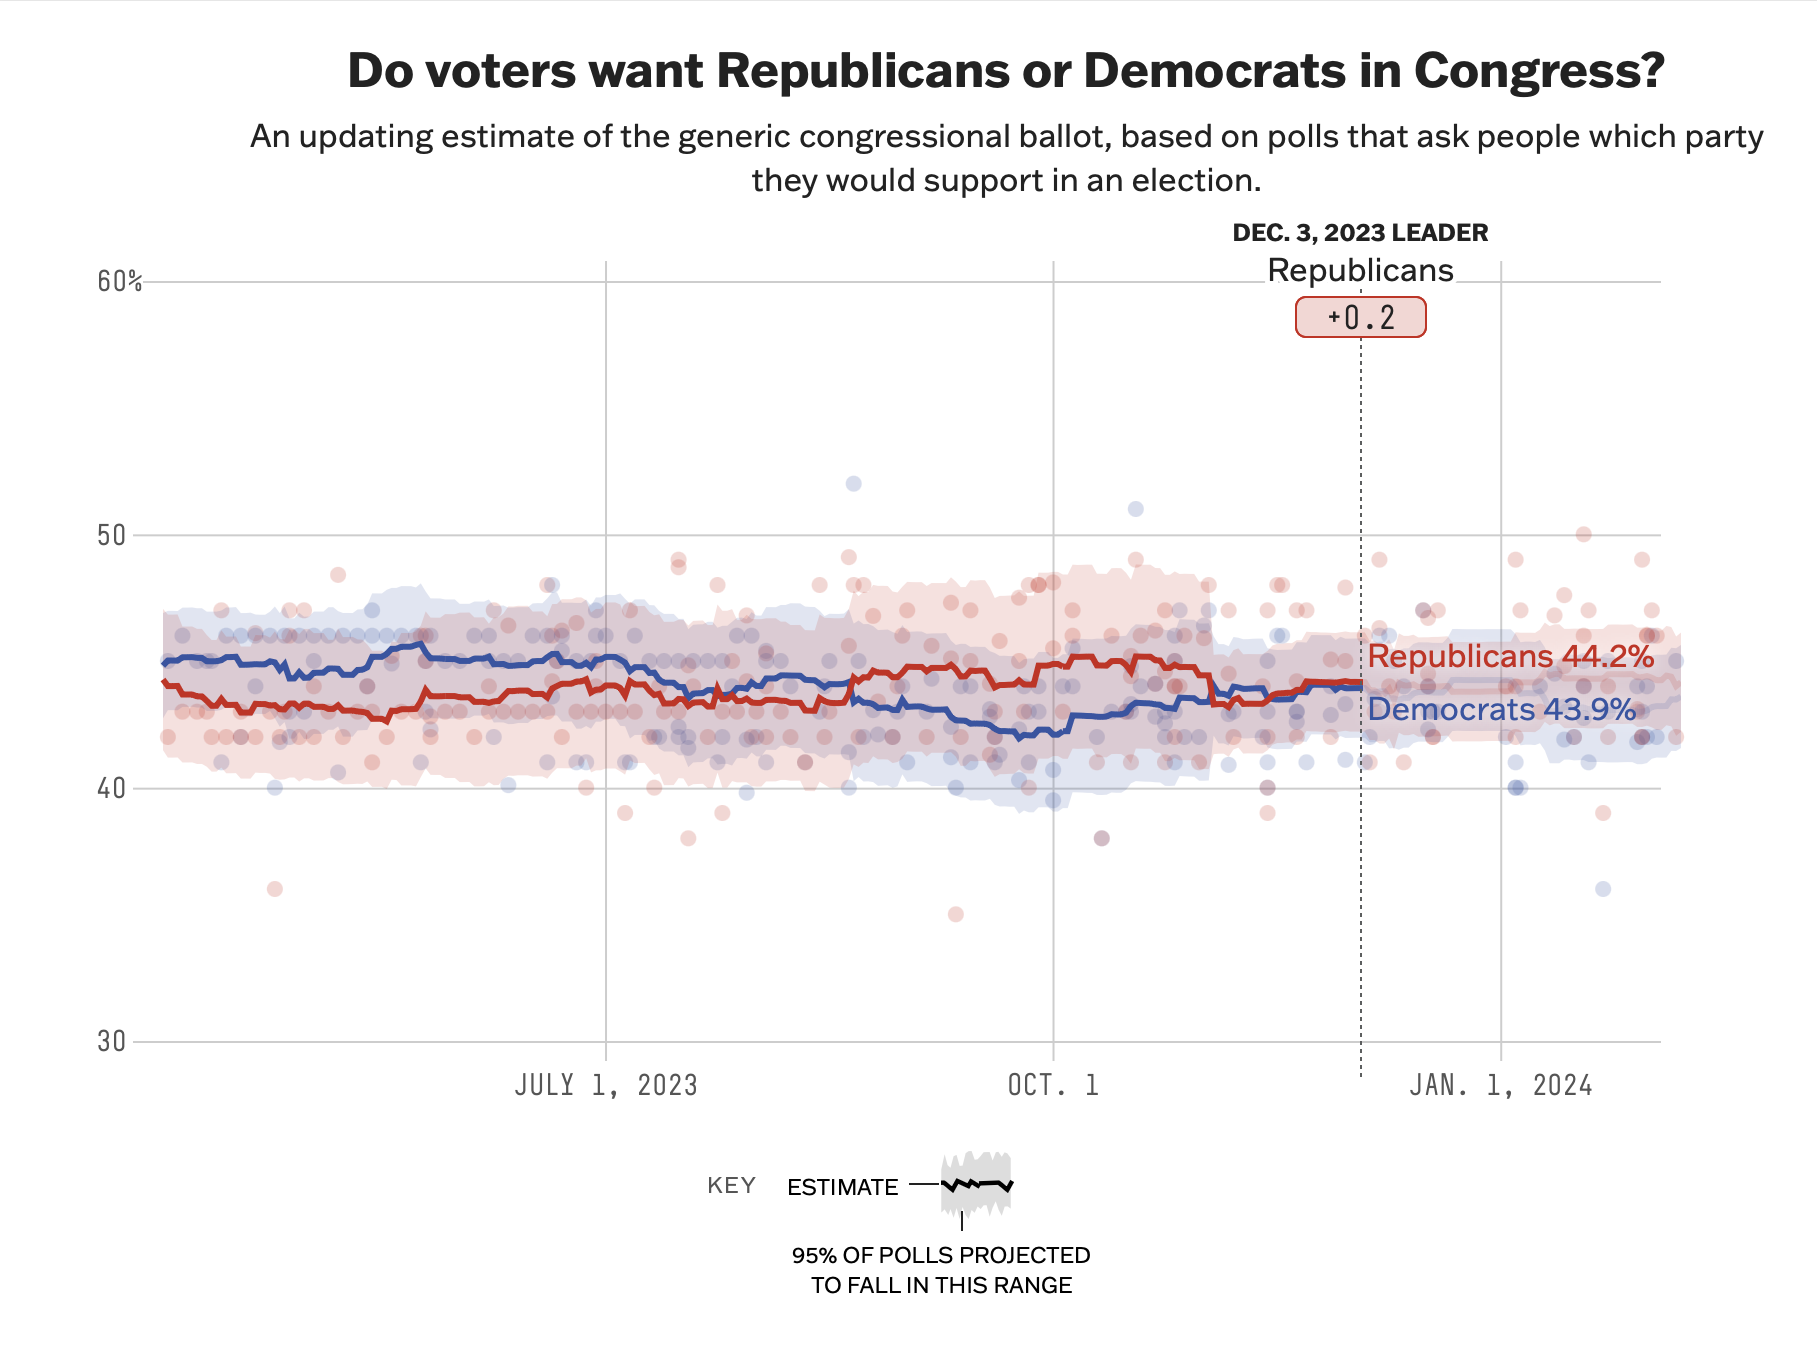 Do voters want Republicans or Democrats in Congress?
An updating estimate of the generic congressional ballot, based on polls that ask people which party
they would support in an election.
DEC. 3, 2023 LEADER
Republicans
+0.2
60%
50
40
30
Republicans 44.2%
Democrats 43.9%
JULY 1, 2023
OCT. 1
JAN. 1, 2024
KEY
ESTIMATE
95% OF POLLS PROJECTED
TO FALL IN THIS RANGE